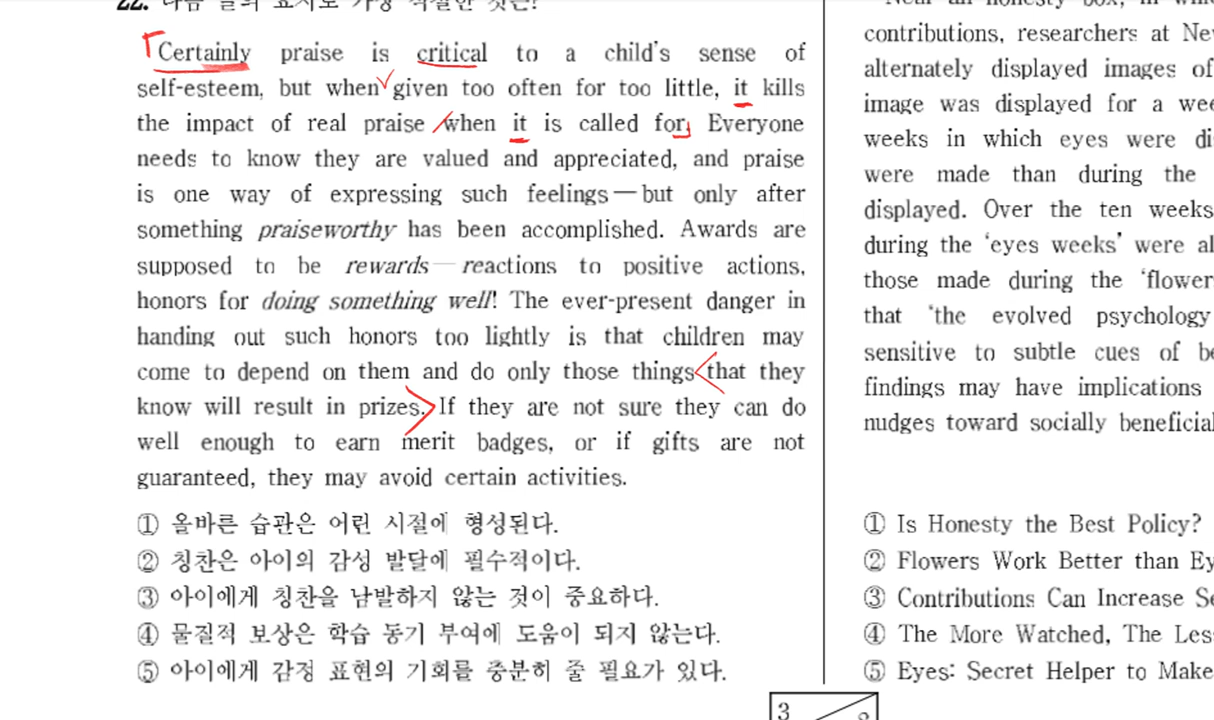 22. 다음 글의 요지로 가장 적절한 것은?
Certainly praise is critical to a child's sense of
self-esteem, but when given too often for too little, it kills
the impact of real praise when it is called for. Everyone
needs to know they are valued and appreciated, and praise
is one way of expressing such feelings—but only after
something praiseworthy has been accomplished. Awards are
supposed to be rewards—reactions to positive actions,
honors for doing something well! The ever-present danger in
handing out such honors too lightly is that children may
come to depend on them and do only those things that they
know will result in prizes. If they are not sure they can do
well enough to earn merit badges, or if gifts are not
guaranteed, they may avoid certain activities.
① 올바른 습관은 어린 시절에 형성된다.
② 칭찬은 아이의 감성 발달에 필수적이다.
③ 아이에게 칭찬을 남발하지 않는 것이 중요하다.
④ 물질적 보상은 학습 동기 부여에 도움이 되지 않는다.
⑤ 아이에게 감정 표현의 기회를 충분히 줄 필요가 있다.
contributions, researchers at
alternately displayed images of
image was displayed for a
weeks in which eyes were
were made than during the
displayed. Over the ten weeks
during the 'eyes weeks' were
those made during the
that 'the evolved psychology
sensitive to subtle cues of
findings may have implications
nudges toward socially
① Is Honesty the Best Policy?
② Flowers Work Better than
③ Contributions Can Increase
④ The More Watched, The
⑤ Eyes: Secret Helper to Make
3